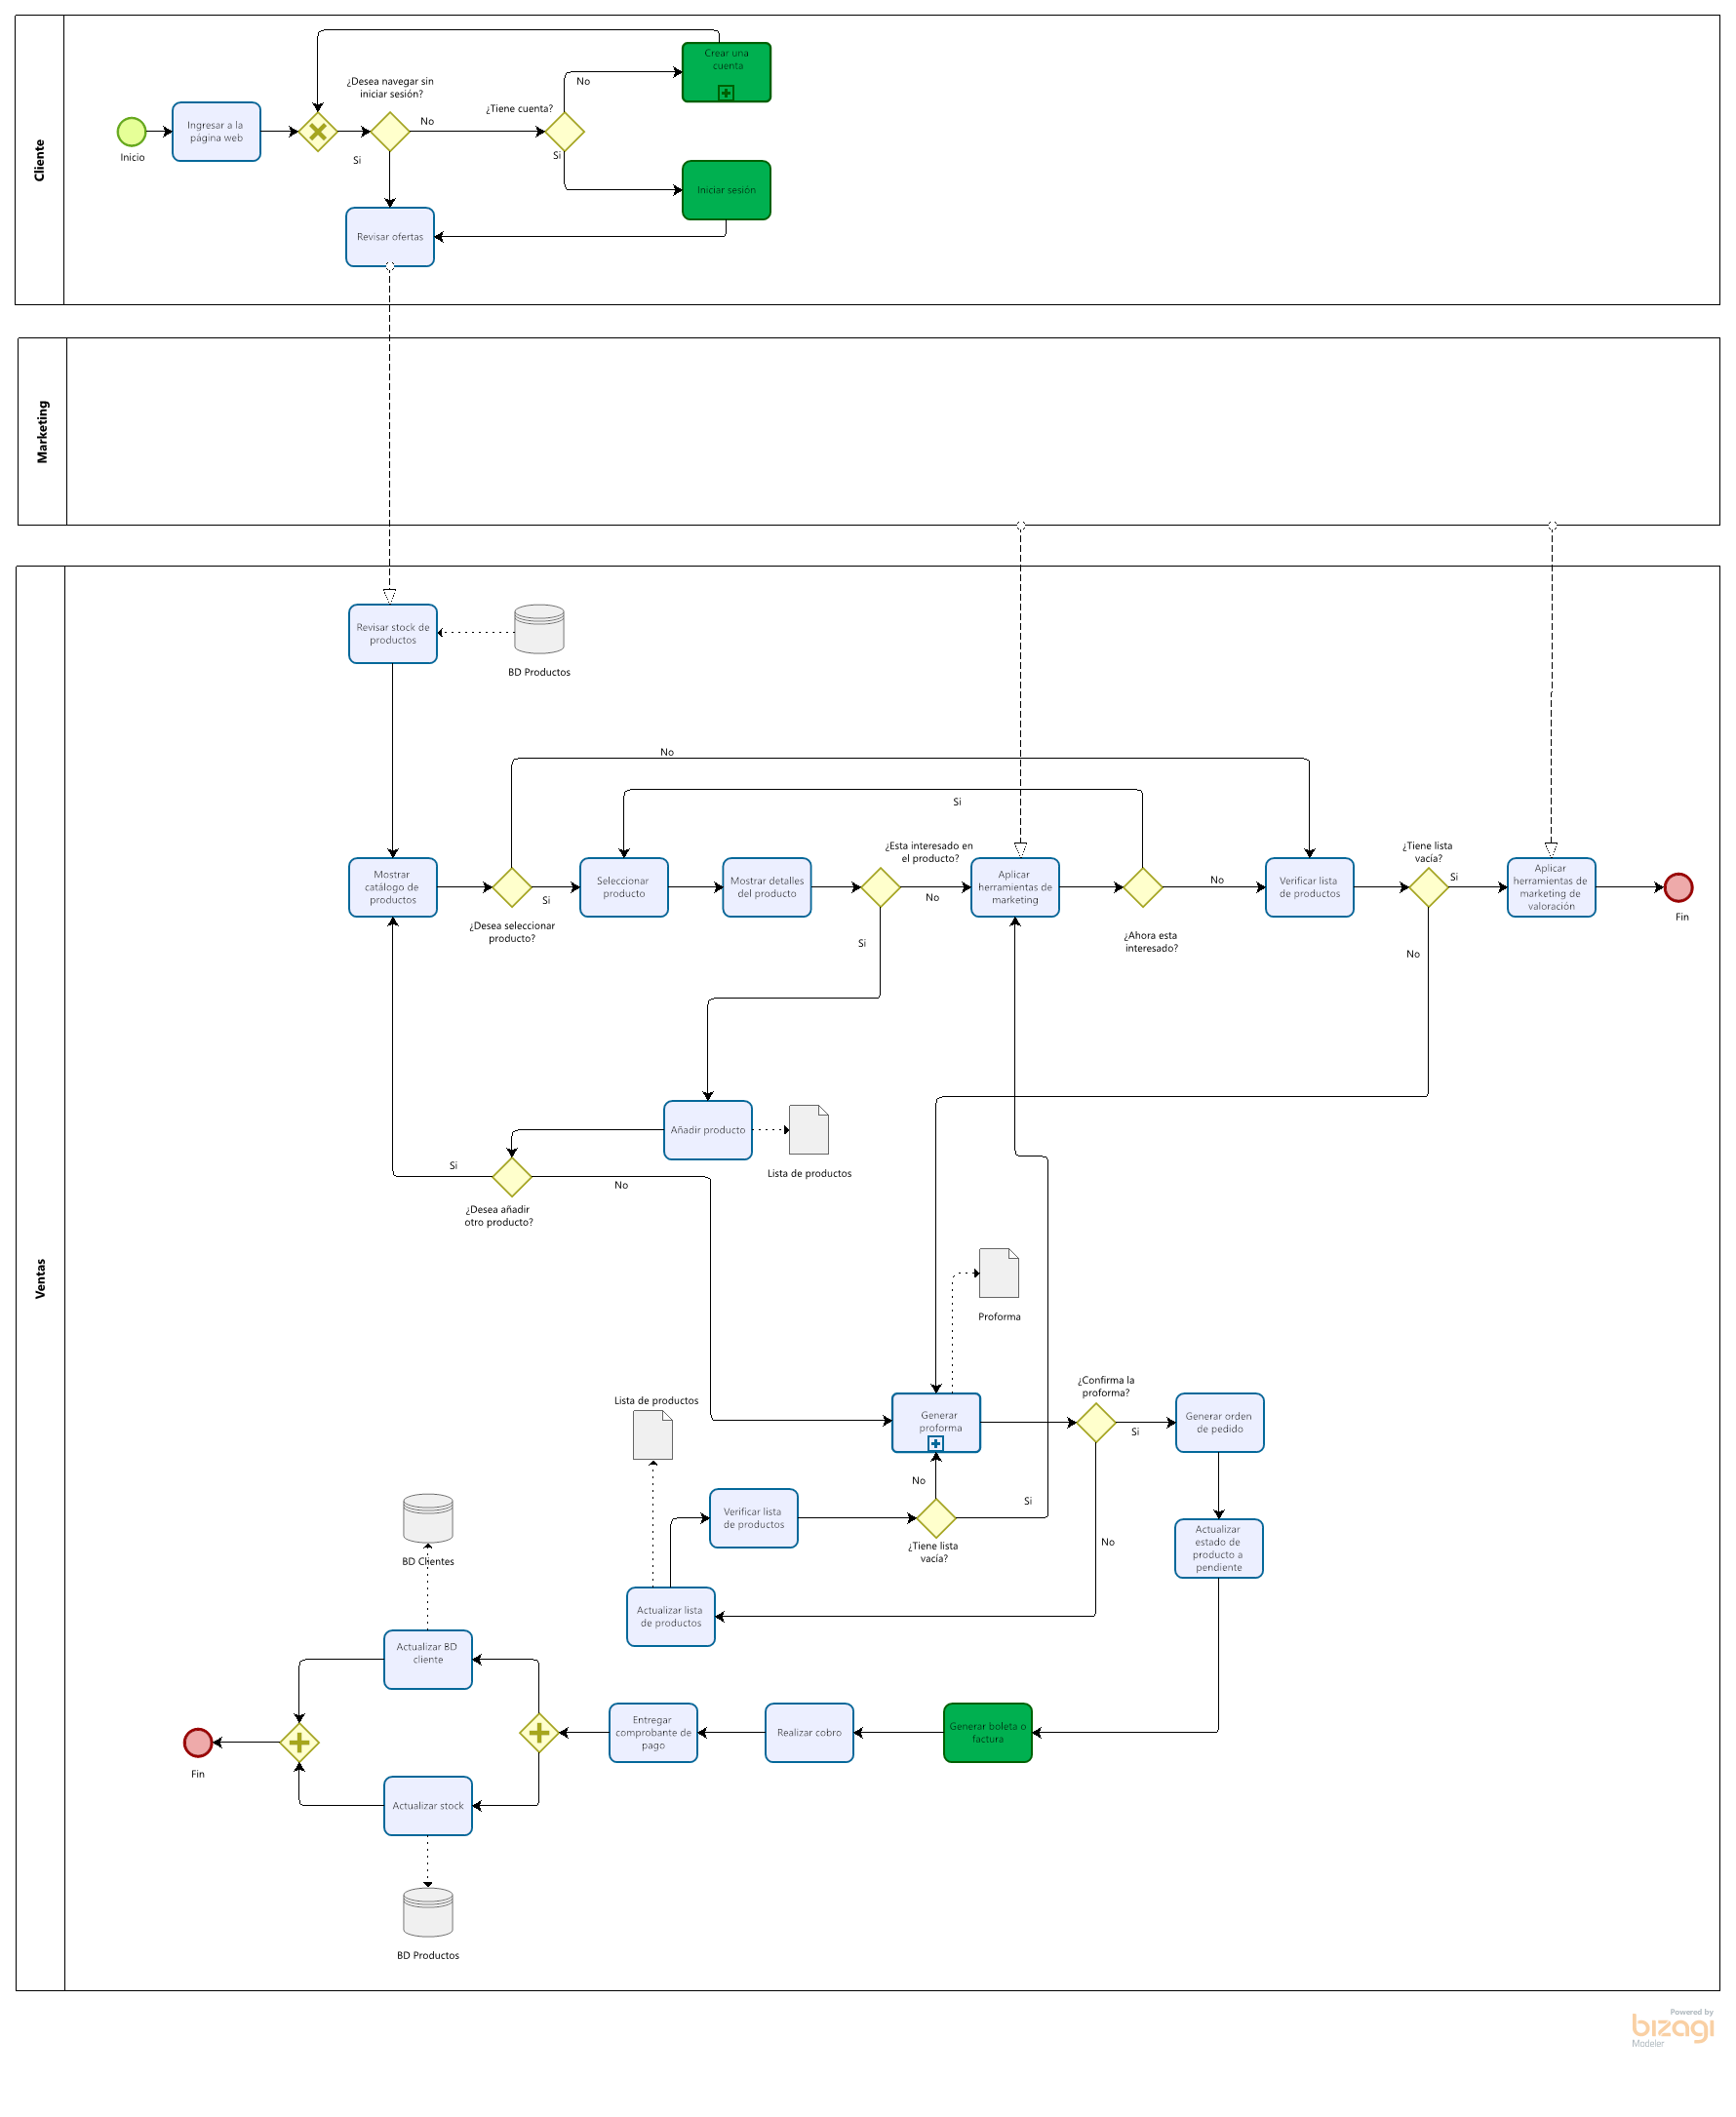 Cliente
Inicio
Ingresar a la
página web
¿Desea navegar sin
iniciar sesión?
No
Si
¿Tiene cuenta?
No
Si
Crear una
cuenta
Iniciar sesión
Revisar ofertas
Marketing
Ventas
Revisar stock de
productos
BD Productos
No
Si
Mostrar
catálogo de
productos
¿Desea seleccionar
producto?
Si
Seleccionar
producto
Mostrar detalles
del producto
¿Esta interesado en
el producto?
No
Si
Aplicar
herramientas de
marketing
¿Ahora esta
interesado?
No
Verificar lista
de productos
¿Tiene lista
vacía?
Si
No
Aplicar
herramientas de
marketing de
valoración
Fin
Añadir producto
Lista de productos
Si
No
¿Desea añadir
otro producto?
Proforma
Lista de productos
Generar
proforma
¿Confirma la
proforma?
Si
No
Generar orden
de pedido
Verificar lista
de productos
No
Si
¿Tiene lista
vacía?
Actualizar
estado de
producto a
pendiente
BD Clientes
Actualizar lista
de productos
Actualizar BD
cliente
Entregar
comprobante de
pago
Realizar cobro
Generar boleta o
factura
Fin
Actualizar stock
BD Productos
Powered by
bizagi
Modeler